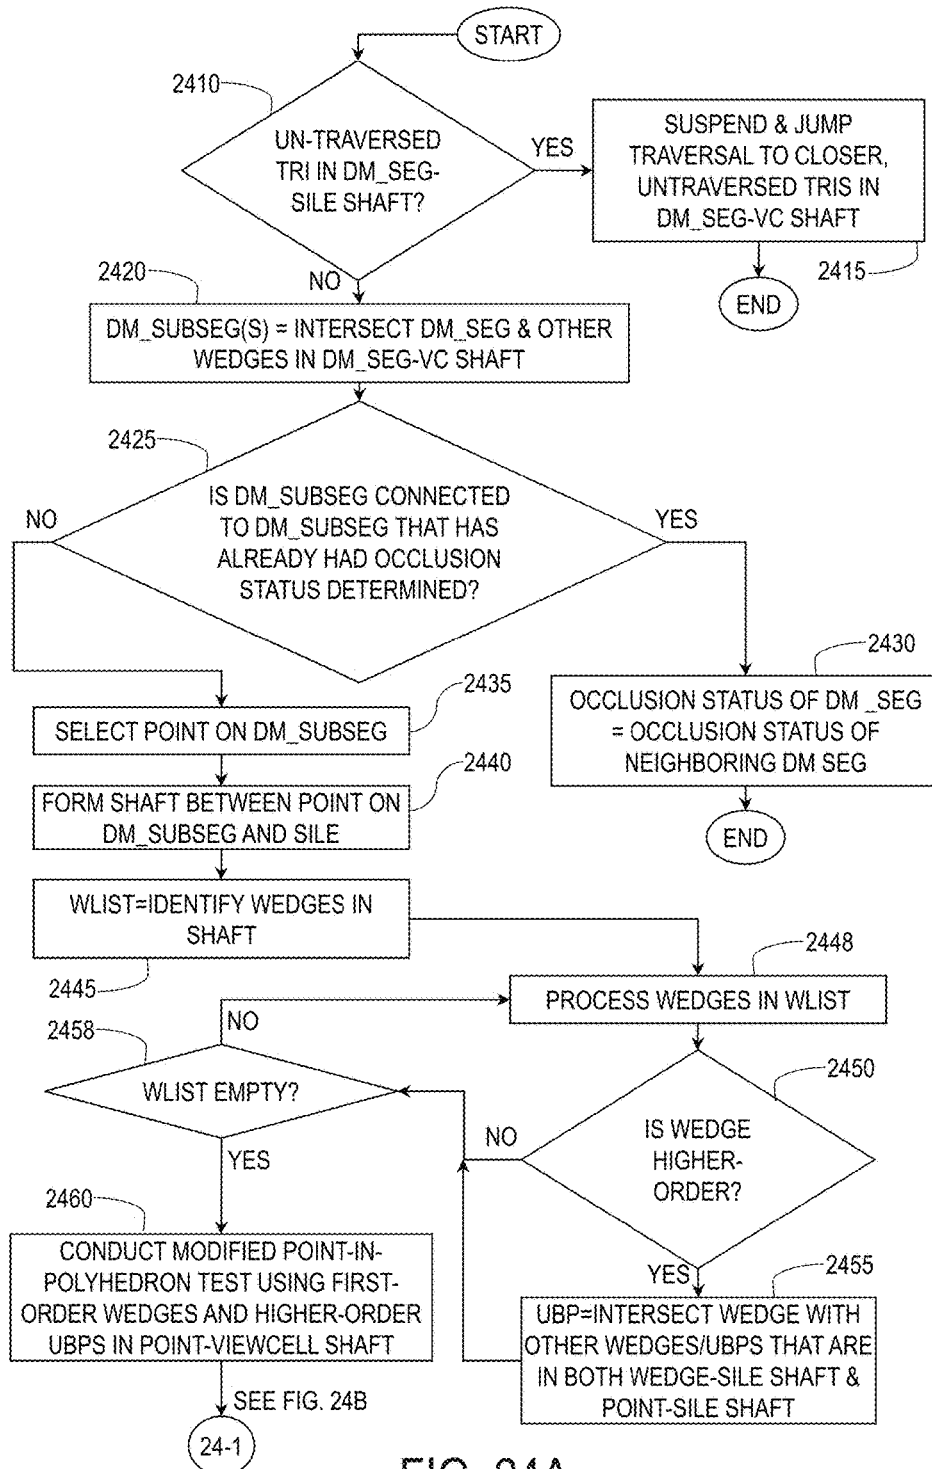 START
2410
UN-TRAVERSED
TRI IN DM_SEG-
SILE SHAFT?
YES
SUSPEND & JUMP
TRAVERSAL TO CLOSER,
UNTRAVERSED TRIS IN
DM_SEG-VC SHAFT
2415
END
NO
2420
DM_SUBSEG(S) = INTERSECT DM_SEG & OTHER
WEDGES IN DM_SEG-VC SHAFT
2425
IS DM_SUBSEG CONNECTED
TO DM_SUBSEG THAT HAS
ALREADY HAD OCCLUSION
STATUS DETERMINED?
NO
YES
2430
OCCLUSION STATUS OF DM _SEG
= OCCLUSION STATUS OF
NEIGHBORING DM SEG
END
2435
SELECT POINT ON DM_SUBSEG
2440
FORM SHAFT BETWEEN POINT ON
DM_SUBSEG AND SILE
WLIST=IDENTIFY WEDGES IN
SHAFT
2445
2448
PROCESS WEDGES IN WLIST
2450
IS WEDGE
HIGHER-
ORDER?
NO
YES
2455
UBP=INTERSECT WEDGE WITH
OTHER WEDGES/UBPS THAT ARE
IN BOTH WEDGE-SILE SHAFT &
POINT-SILE SHAFT
2458
NO
WLIST EMPTY?
YES
2460
CONDUCT MODIFIED POINT-IN-
POLYHEDRON TEST USING FIRST-
ORDER WEDGES AND HIGHER-ORDER
UBPS IN POINT-VIEWCELL SHAFT
SEE FIG. 24B
24-1
FIG. 24A